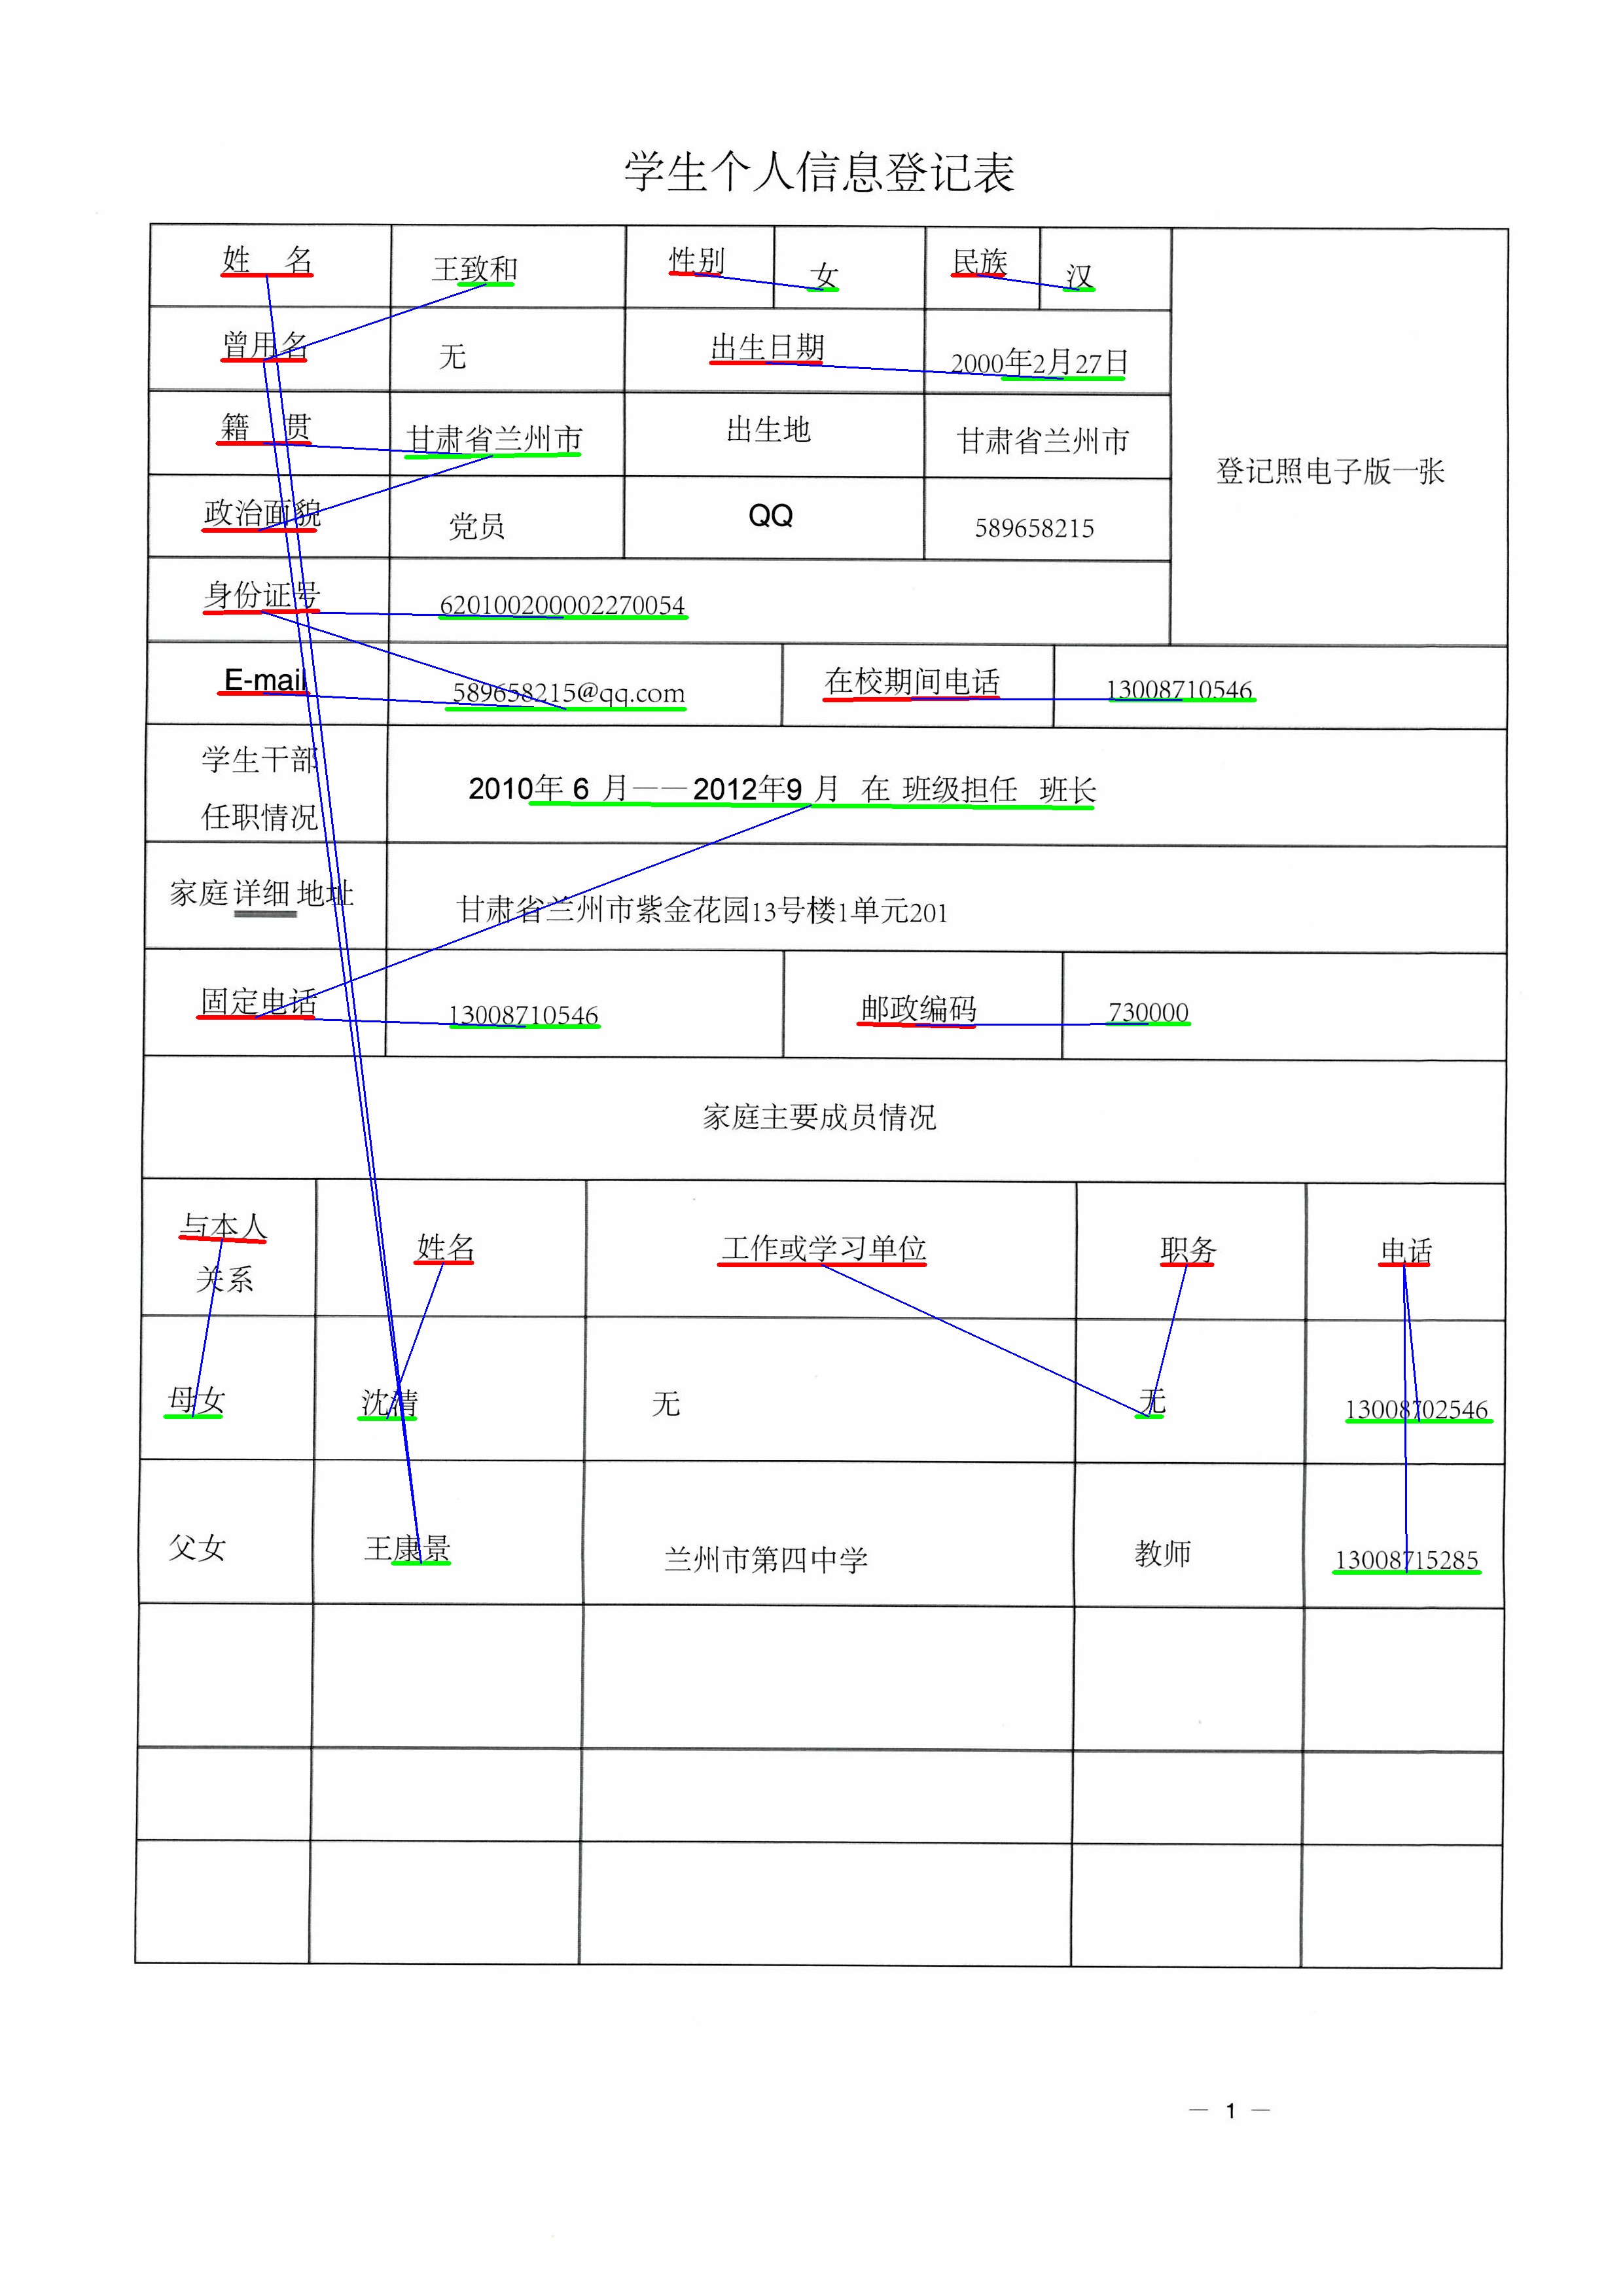 学生个人信息登记表
姓 名 王致和 性别 女 民族 汉
曾用名 无 出生日期 2000年2月27日
籍 贯 甘肃省兰州市 出生地 甘肃省兰州市
登记照电子版一张
政治面貌 党员 QQ 589658215
身份证号 620100200002270054
E-mail 589658215@qq.com 在校期间电话 13008710546
学生干部
任职情况
2010年 6 月——2012年9 月 在 班级担任 班长
家庭 详细 地址 甘肃省兰州市紫金花园13号楼1单元201
固定电话 13008710546 邮政编码 730000
家庭主要成员情况
与本人
关系
姓名 工作或学习单位 职务 电话
母女 沈清 无 无 13008702546
父女 王康景 兰州市第四中学 教师 13008715285
— 1 —